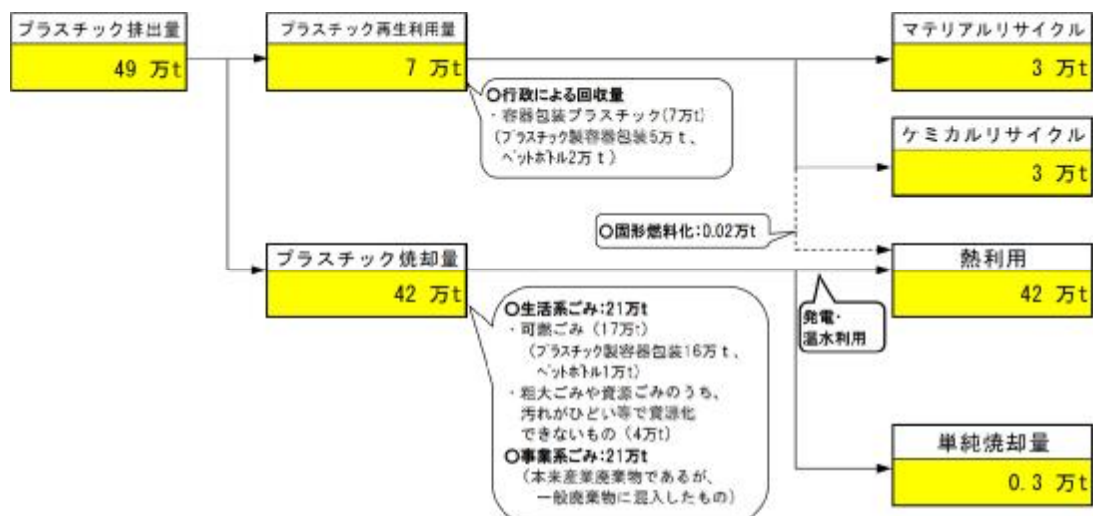 プラスチック排出量
49 万t
プラスチック再生利用量
7 万t
〇行政による回収量
・容器包装プラスチック(7万t)
(プラスチック製容器包装5万t、
ペットボトル2万t)
マテリアルリサイクル
3 万t
ケミカルリサイクル
3 万t
〇固形燃料化:0.02万t
プラスチック焼却量
42 万t
〇生活系ごみ:21万t
・可燃ごみ (17万t)
(プラスチック製容器包装16万t、
ペットボトル1万t)
・粗大ごみや資源ごみのうち、
汚れがひどい等で資源化
できないもの (4万t)
〇事業系ごみ:21万t
(本来産業廃棄物であるが、
一般廃棄物に混入したもの)
熱利用
42 万t
発電・
温水利用
単純焼却量
0.3 万t